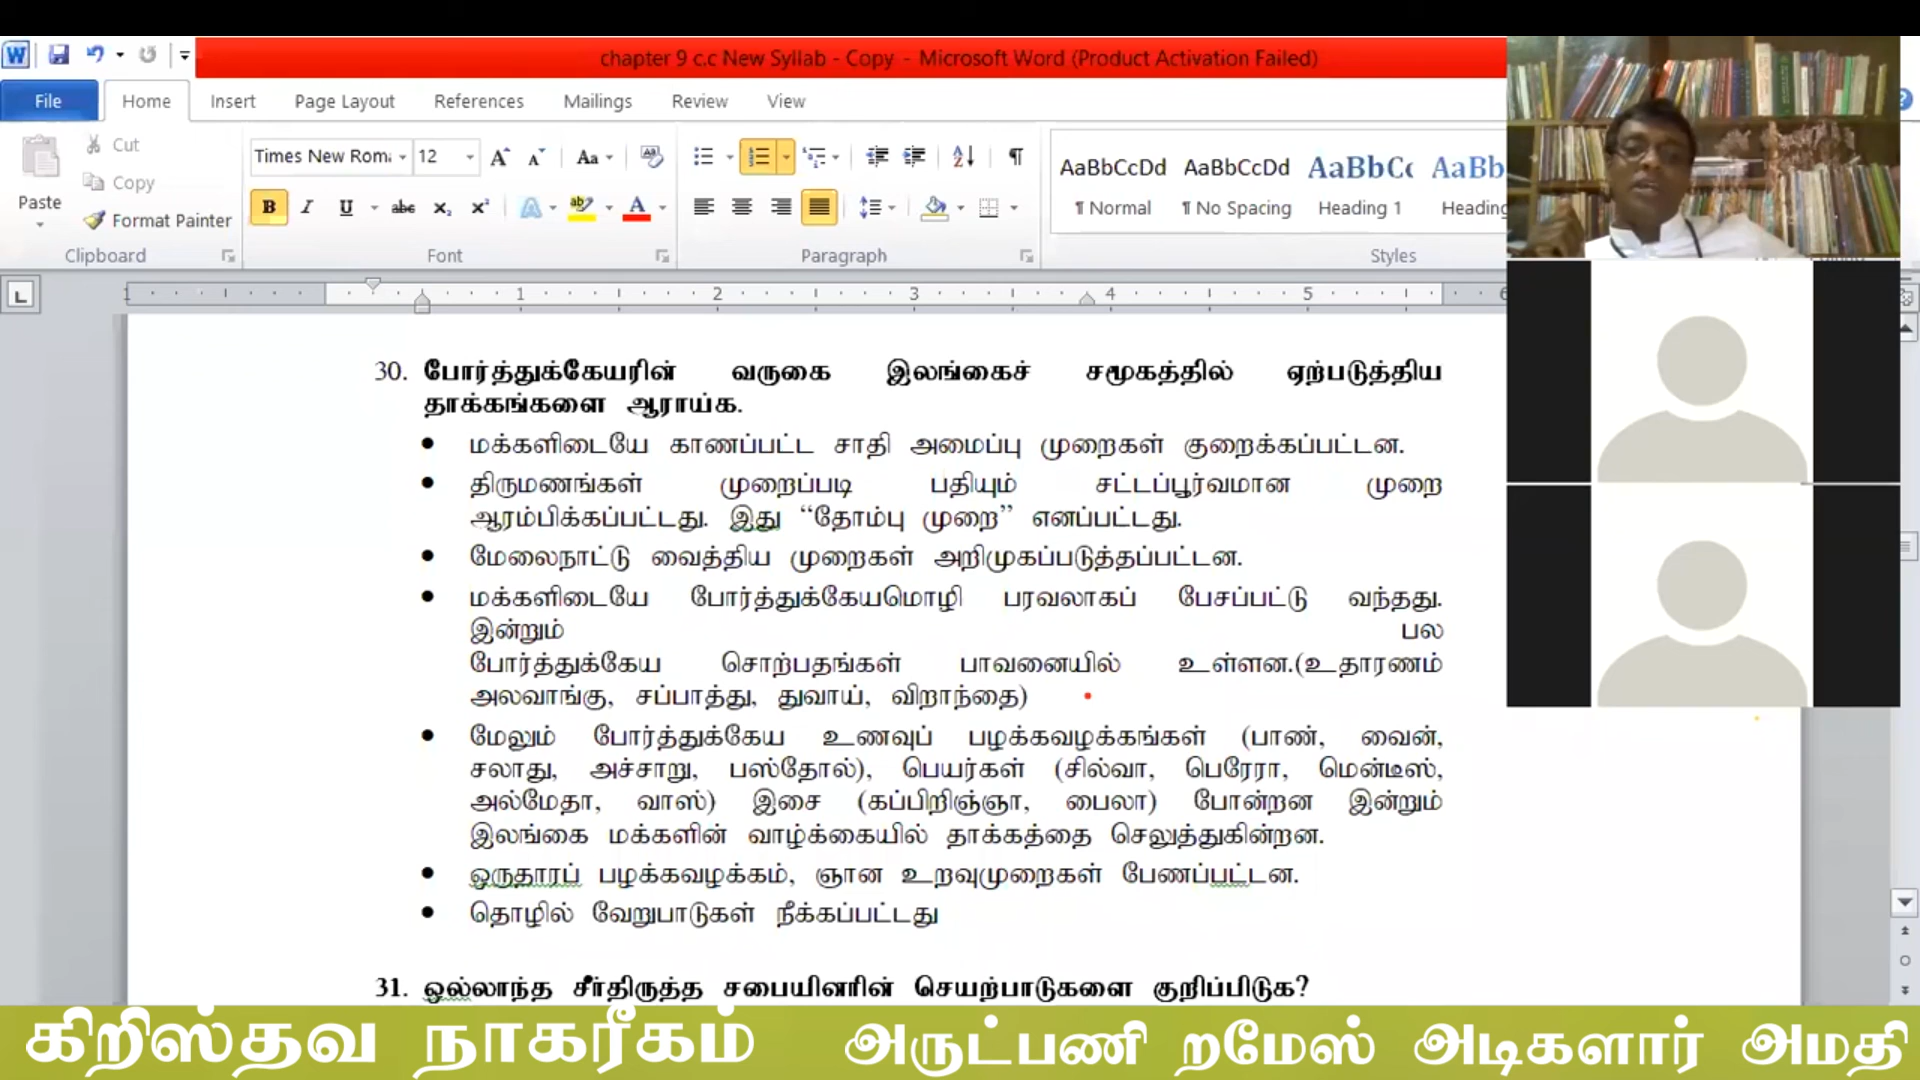 chapter 9 c.c New Syllab - Copy - Microsoft Word (Product Activation Failed)
File Home Insert Page Layout References Mailings Review View
Cut
Copy
Paste
Format Painter
Times New Roma 12
AaBbCcDd AaBbCcDd AaBbCc AaBb
¶ Normal ¶ No Spacing Heading 1 Heading
Clipboard Font Paragraph Styles
1 1 2 3 4 5 6
30. போர்த்துக்கேயரின் வருகை இலங்கைச் சமூகத்தில் ஏற்படுத்திய
தாக்கங்களை ஆராய்க.
• மக்களிடையே காணப்பட்ட சாதி அமைப்பு முறைகள் குறைக்கப்பட்டன.
• திருமணங்கள் முறைப்படி பதியும் சட்டப்பூர்வமான முறை
ஆரம்பிக்கப்பட்டது. இது “தோம்பு முறை” எனப்பட்டது.
• மேலைநாட்டு வைத்திய முறைகள் அறிமுகப்படுத்தப்பட்டன.
• மக்களிடையே போர்த்துக்கேயமொழி பரவலாகப் பேசப்பட்டு வந்தது.
இன்றும் பல
போர்த்துக்கேய சொற்பதங்கள் பாவனையில் உள்ளன.(உதாரணம்
அலவாங்கு, சப்பாத்து, துவாய், விறாந்தை)
• மேலும் போர்த்துக்கேய உணவுப் பழக்கவழக்கங்கள் (பாண், வைன்,
சலாது, அச்சாறு, பஸ்தோல்), பெயர்கள் (சில்வா, பெரேரா, மென்டீஸ்,
அல்மேதா, வாஸ்) இசை (கப்பிறிஞ்ஞா, பைலா) போன்றன இன்றும்
இலங்கை மக்களின் வாழ்க்கையில் தாக்கத்தை செலுத்துகின்றன.
• ஒருதாரப் பழக்கவழக்கம், ஞான உறவுமுறைகள் பேணப்பட்டன.
• தொழில் வேறுபாடுகள் நீக்கப்பட்டது
31. ஒல்லாந்த சீர்திருத்த சபையினரின் செயற்பாடுகளை குறிப்பிடுக?
கிறிஸ்தவ நாகரீகம் அருட்பணி றமேஸ் அடிகளார் அமதி